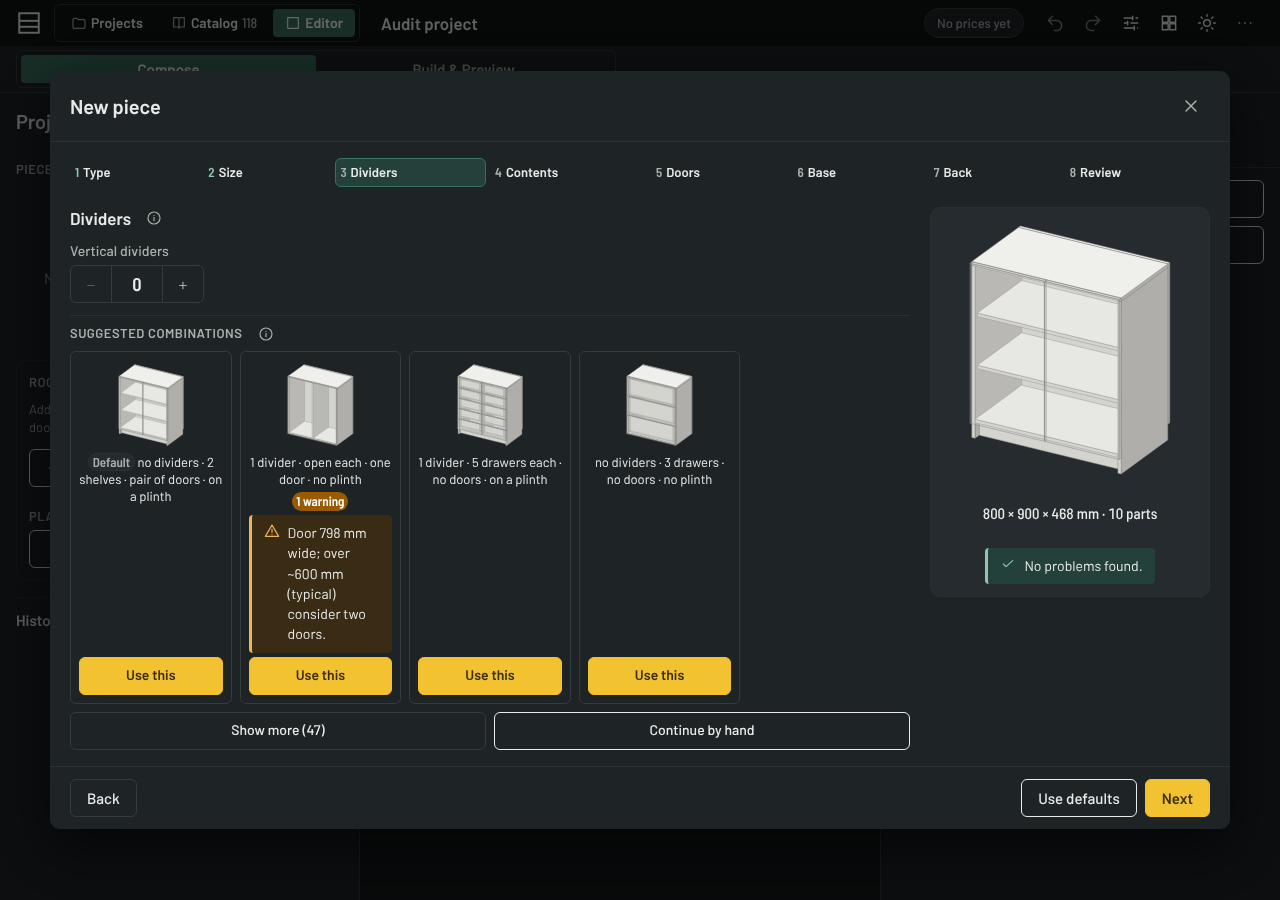 Projects
Catalog 118
Editor
Audit project
No prices yet
Compose
Build & Preview
New piece
1 Type
2 Size
3 Dividers
4 Contents
5 Doors
6 Base
7 Back
8 Review
Dividers
Vertical dividers
−
0
+
SUGGESTED COMBINATIONS
Default no dividers · 2
shelves · pair of doors · on
a plinth
Use this
1 divider · open each · one
door · no plinth
1 warning
Door 798 mm
wide; over
~600 mm
(typical)
consider two
doors.
Use this
1 divider · 5 drawers each ·
no doors · on a plinth
Use this
no dividers · 3 drawers ·
no doors · no plinth
Use this
Show more (47)
Continue by hand
800 × 900 × 468 mm · 10 parts
No problems found.
Back
Use defaults
Next